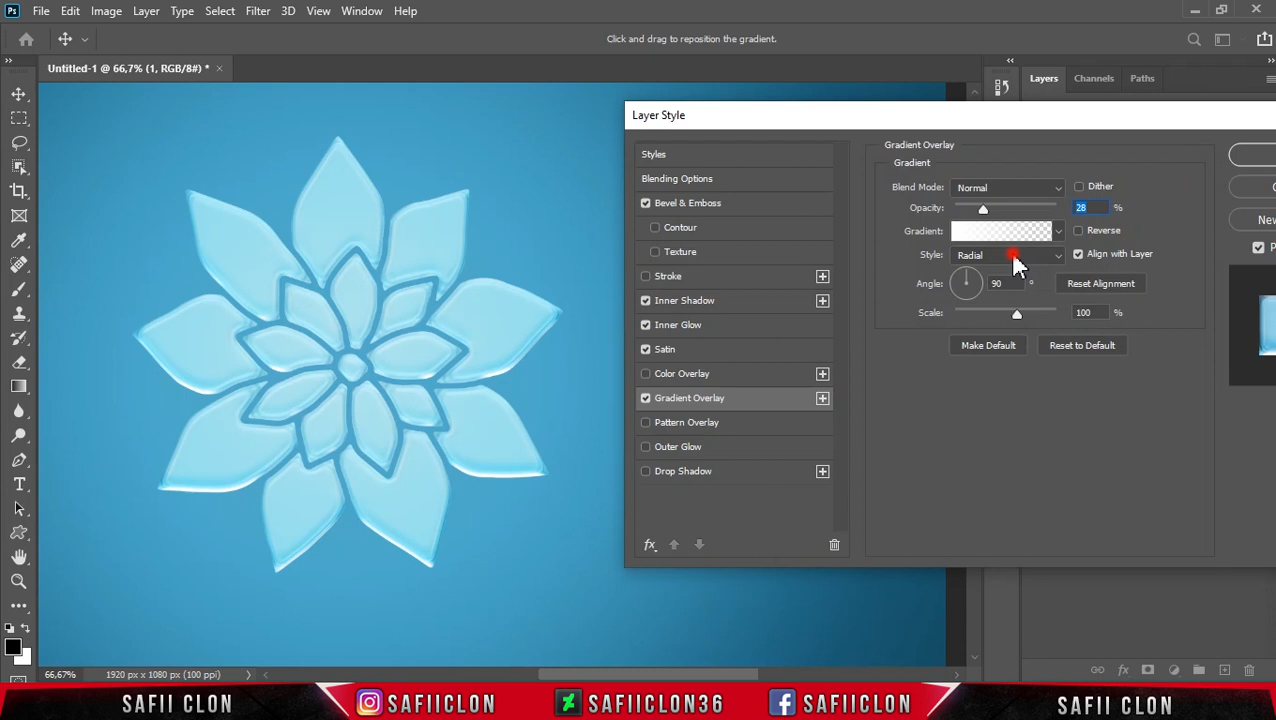 Ps File Edit Image Layer Type Select Filter 3D View Window Help
Click and drag to reposition the gradient.
Untitled-1 @ 66,7% (1, RGB/8#) *
Layers Channels Paths
Layer Style
Styles
Blending Options
Bevel & Emboss
Contour
Texture
Stroke
Inner Shadow
Inner Glow
Satin
Color Overlay
Gradient Overlay
Pattern Overlay
Outer Glow
Drop Shadow
fx
Gradient Overlay
Gradient
Blend Mode: Normal Dither
Opacity: 28 %
Gradient: Reverse
Style: Radial Align with Layer
Angle: 90 ° Reset Alignment
Scale: 100 %
Make Default Reset to Default
New
66,67% 1920 px x 1080 px (100 ppi)
fx
SAFII CLON SAFIICLON SAFIICLON36 SAFIICLON SAFII CLON